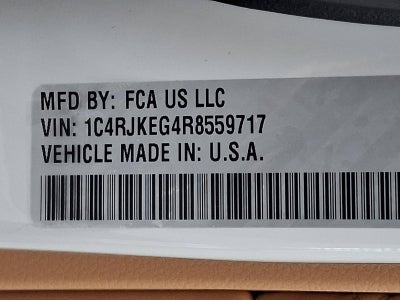 MFD BY: FCA US LLC
VIN: 1C4RJKEG4R8559717
VEHICLE MADE IN: U.S.A.